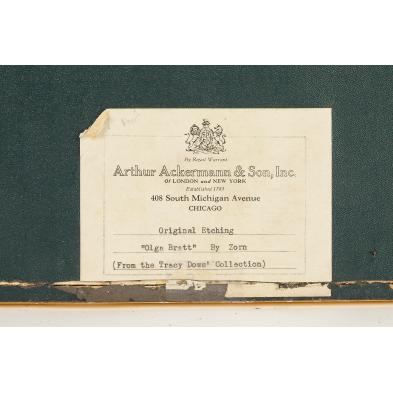 By Royal Warrant
Arthur Ackermann & Son, Inc.
OF LONDON and NEW YORK
Established 1783
408 South Michigan Avenue
CHICAGO
Original Etching
"Olga Bratt" By Zorn
(From the Tracy Dows' Collection)